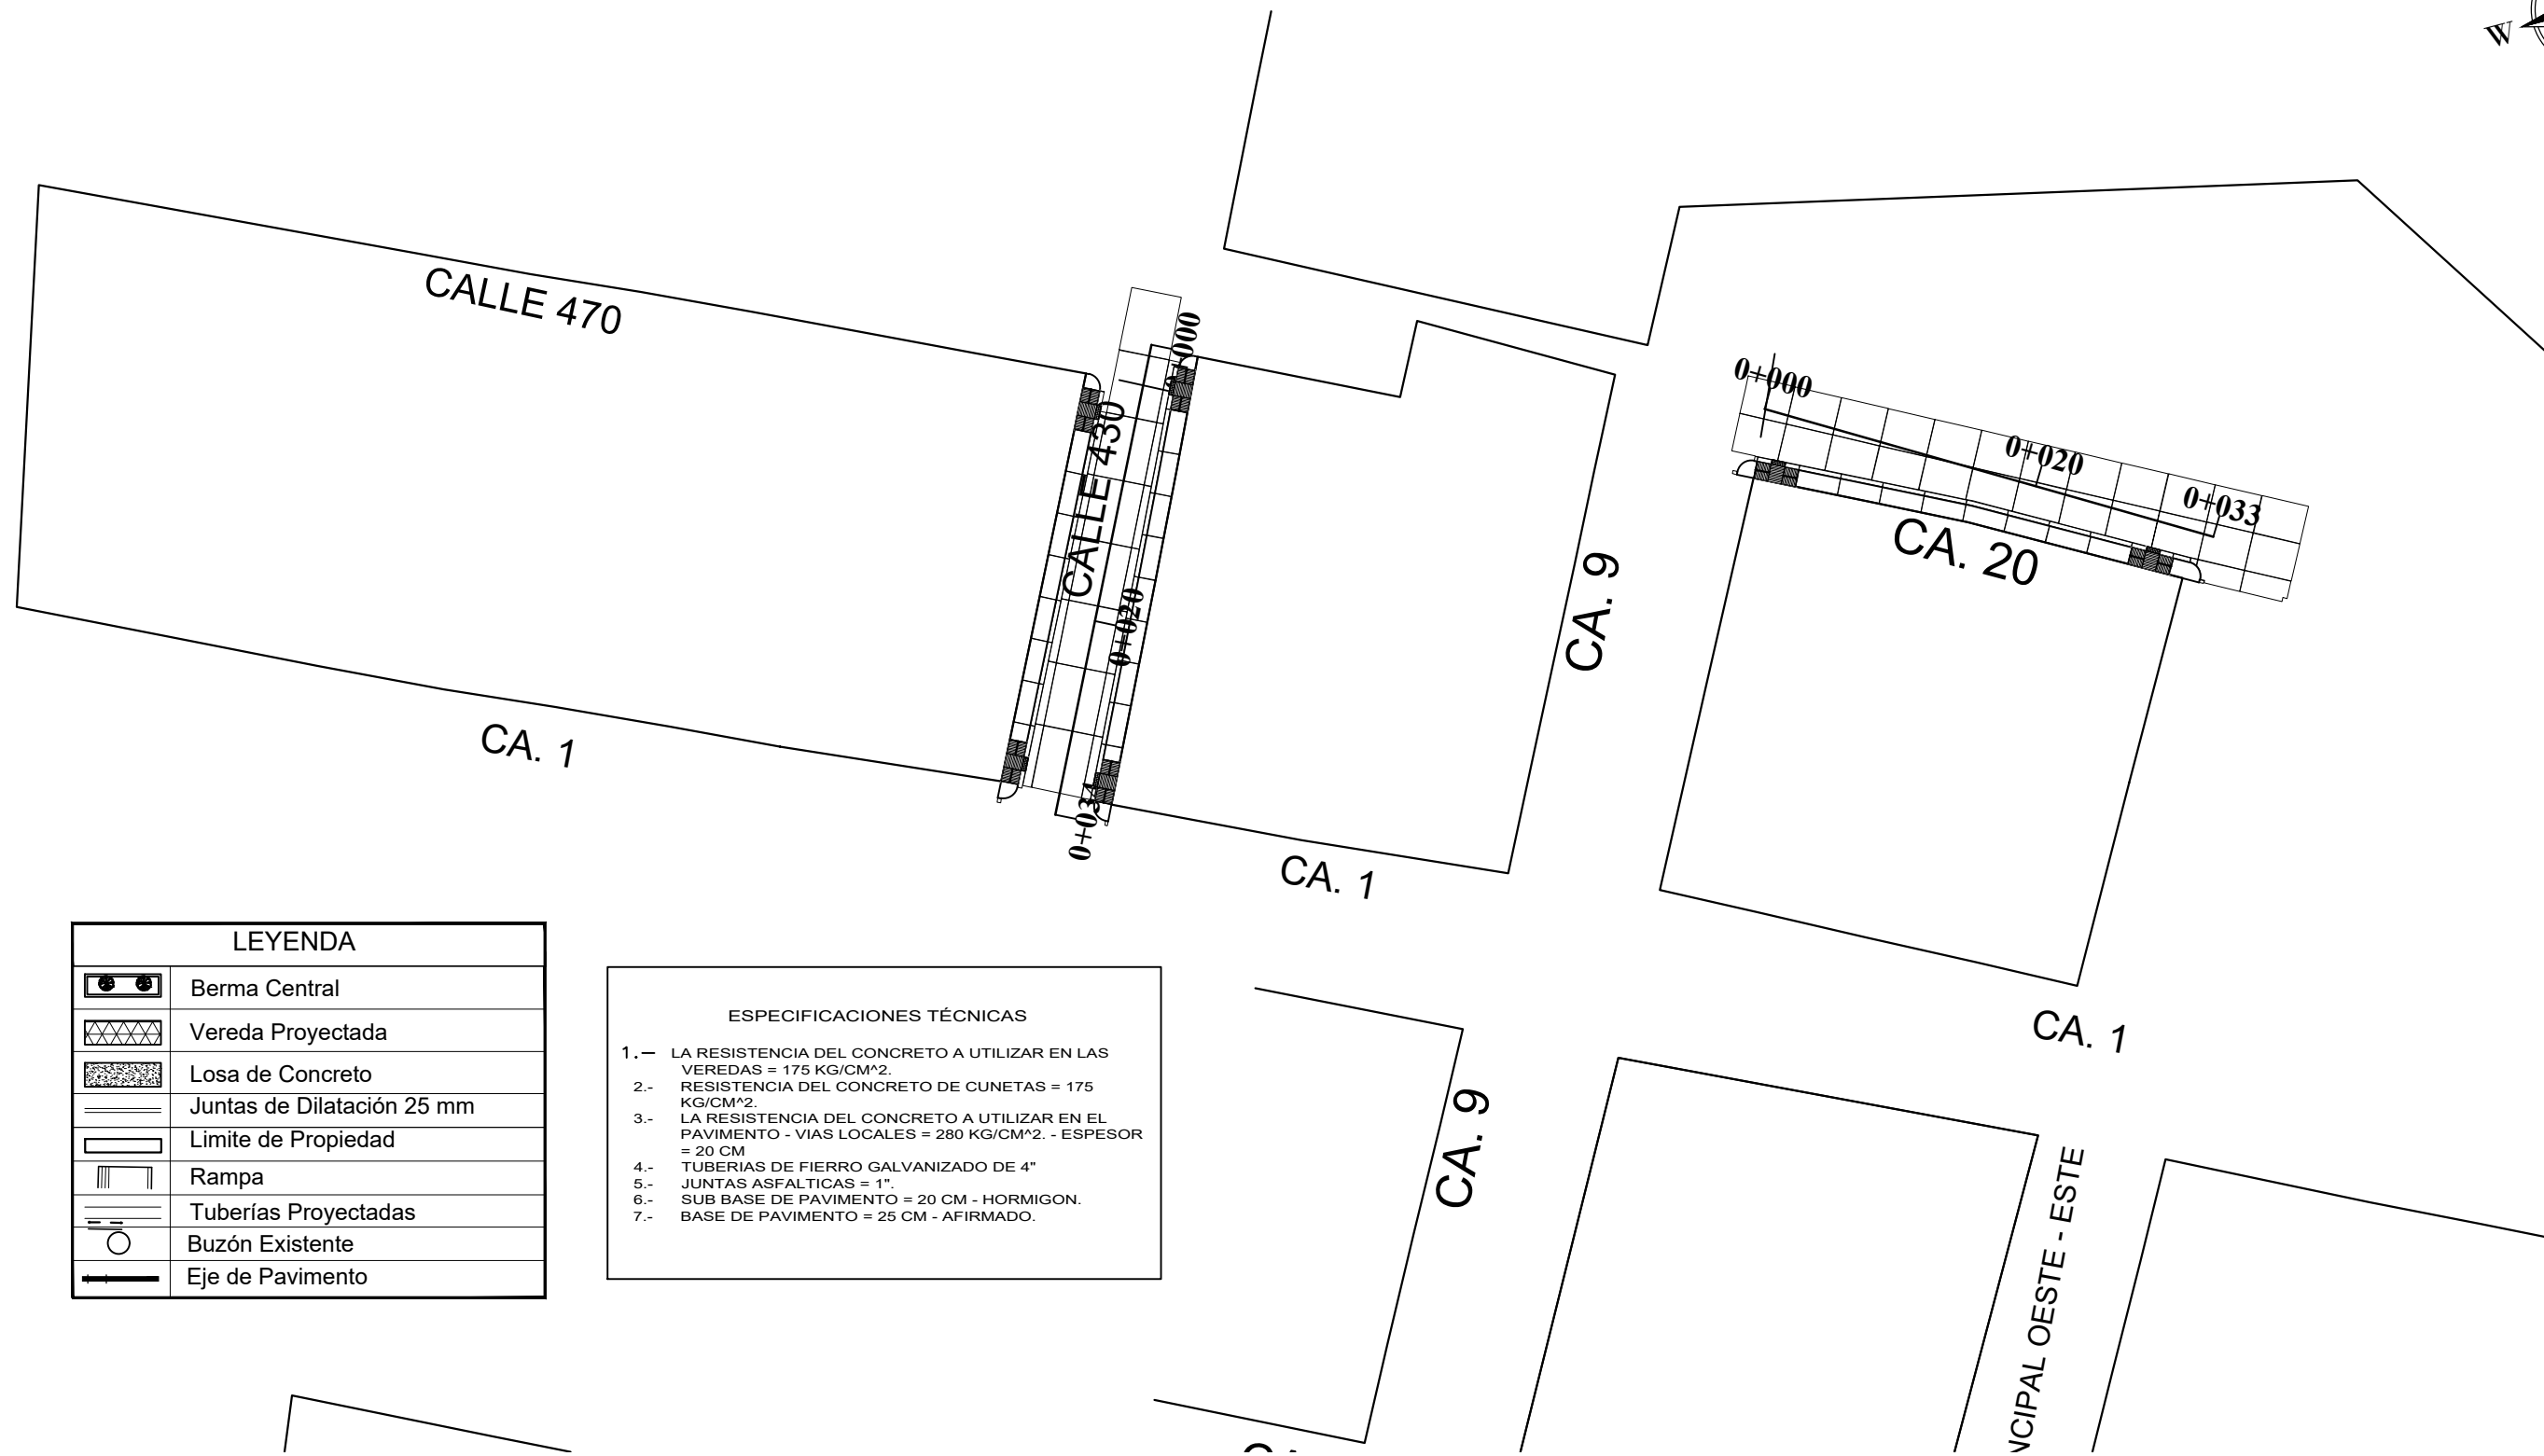 W
CALLE 470
0+000
CALLE 430
0+020
0+034
0+000
0+020
0+033
CA. 20
CA. 9
CA. 1
CA. 1
CA. 1
CA. 9
NCIPAL OESTE - ESTE
LEYENDA
Berma Central
Vereda Proyectada
Losa de Concreto
Juntas de Dilatación 25 mm
Limite de Propiedad
Rampa
Tuberías Proyectadas
Buzón Existente
Eje de Pavimento
ESPECIFICACIONES TÉCNICAS
1.- LA RESISTENCIA DEL CONCRETO A UTILIZAR EN LAS
VEREDAS = 175 KG/CM^2.
2.- RESISTENCIA DEL CONCRETO DE CUNETAS = 175
KG/CM^2.
3.- LA RESISTENCIA DEL CONCRETO A UTILIZAR EN EL
PAVIMENTO - VIAS LOCALES = 280 KG/CM^2. - ESPESOR
= 20 CM
4.- TUBERIAS DE FIERRO GALVANIZADO DE 4"
5.- JUNTAS ASFALTICAS = 1".
6.- SUB BASE DE PAVIMENTO = 20 CM - HORMIGON.
7.- BASE DE PAVIMENTO = 25 CM - AFIRMADO.